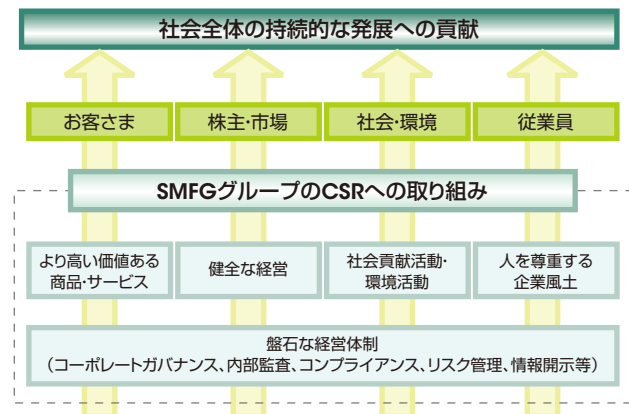 社会全体の持続的な発展への貢献
お客さま
株主・市場
社会・環境
従業員
SMFGグループのCSRへの取り組み
より高い価値ある
商品・サービス
健全な経営
社会貢献活動・
環境活動
人を尊重する
企業風土
盤石な経営体制
（コーポレートガバナンス、内部監査、コンプライアンス、リスク管理、情報開示等）